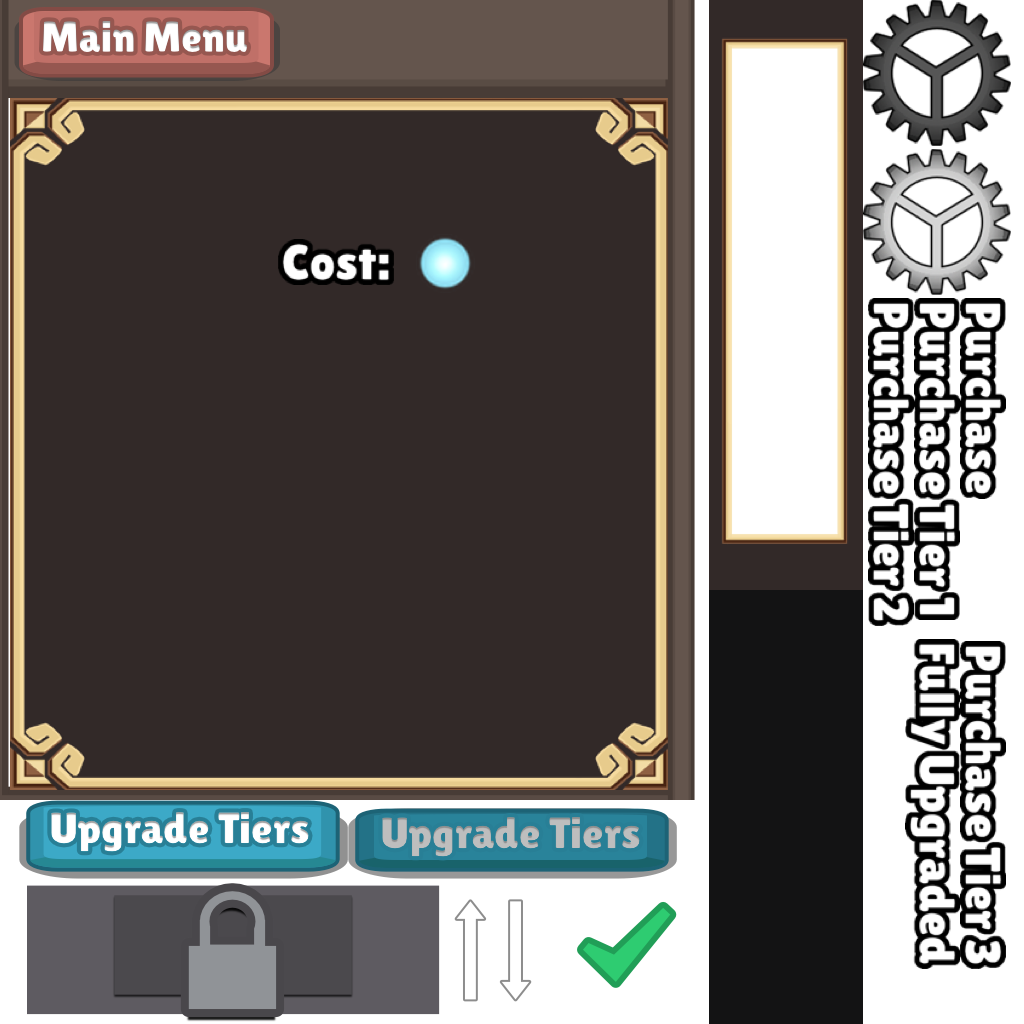 Main Menu
Cost:
Upgrade Tiers
Upgrade Tiers
Purchase
Purchase Tier 1
Purchase Tier 2
Purchase Tier 3
Fully Upgraded